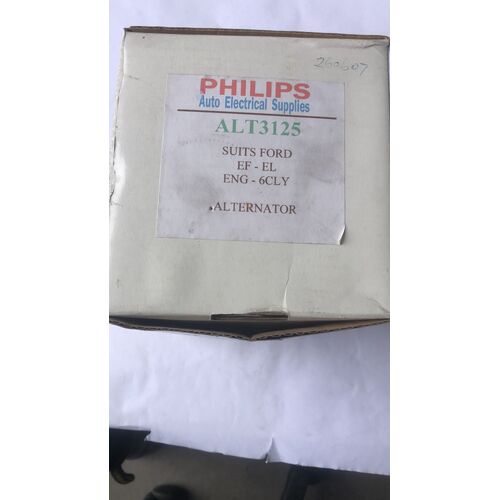 260607
PHILIPS
Auto Electrical Supplies
ALT3125
SUITS FORD
EF - EL
ENG - 6CLY
ALTERNATOR